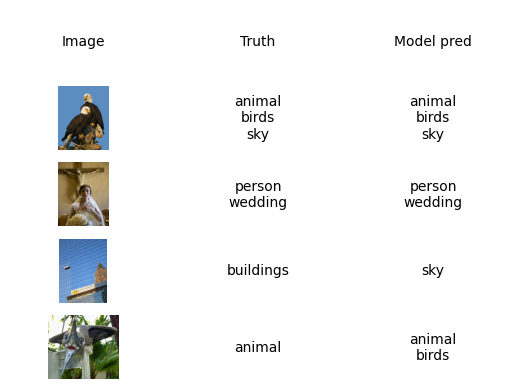 Image Truth Model pred
animal animal
birds birds
sky sky
person person
wedding wedding
buildings sky
animal animal
birds